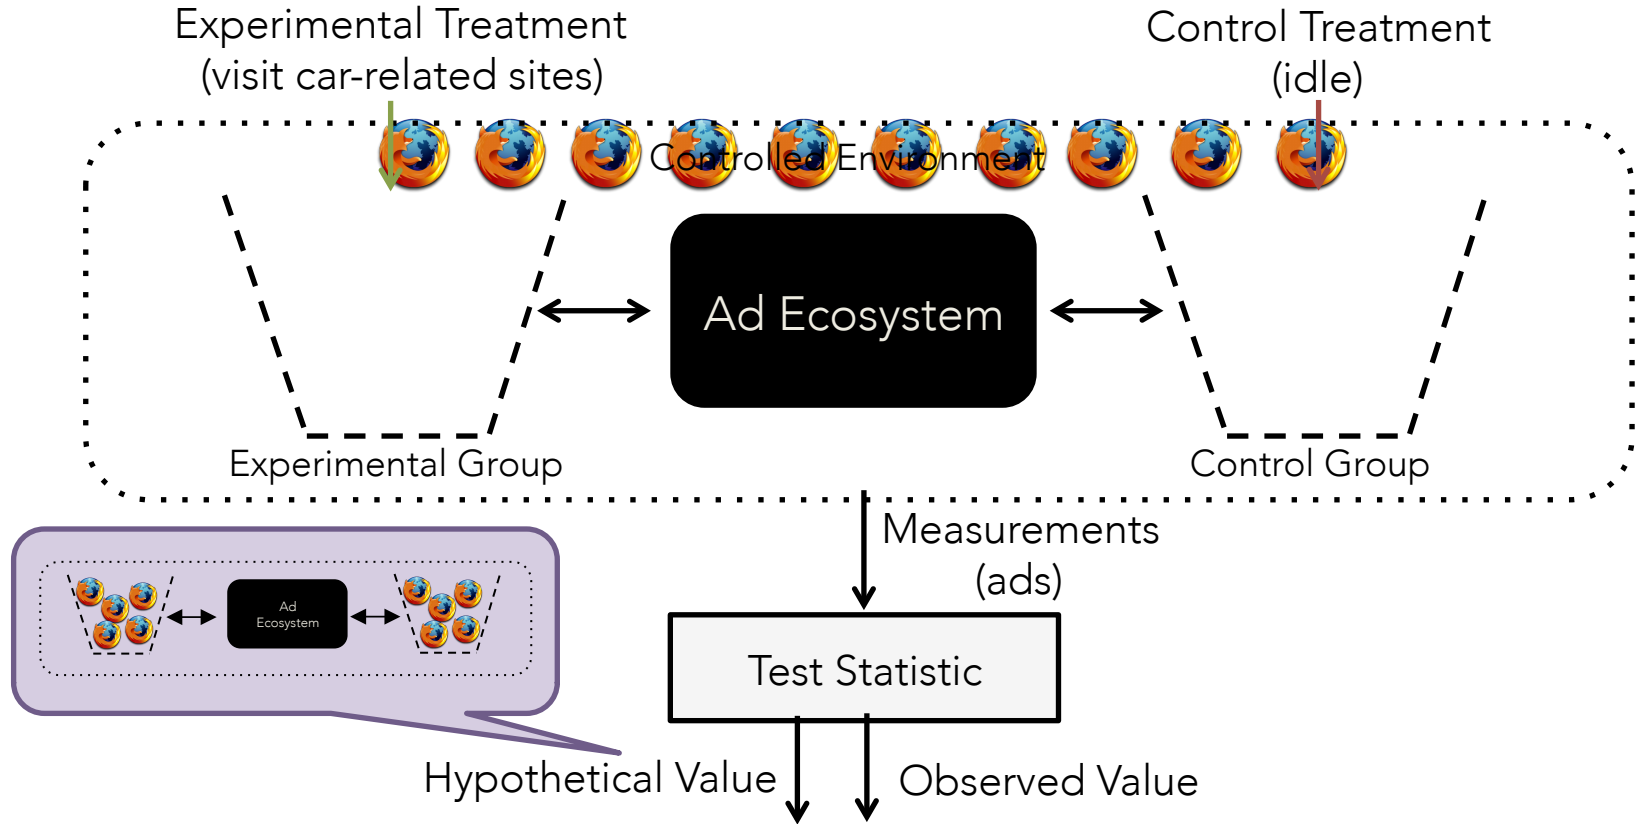 Experimental Treatment
(visit car-related sites)
Control Treatment
(idle)
Controlled Environment
Ad Ecosystem
Experimental Group
Control Group
Measurements
(ads)
Ad
Ecosystem
Test Statistic
Hypothetical Value
Observed Value